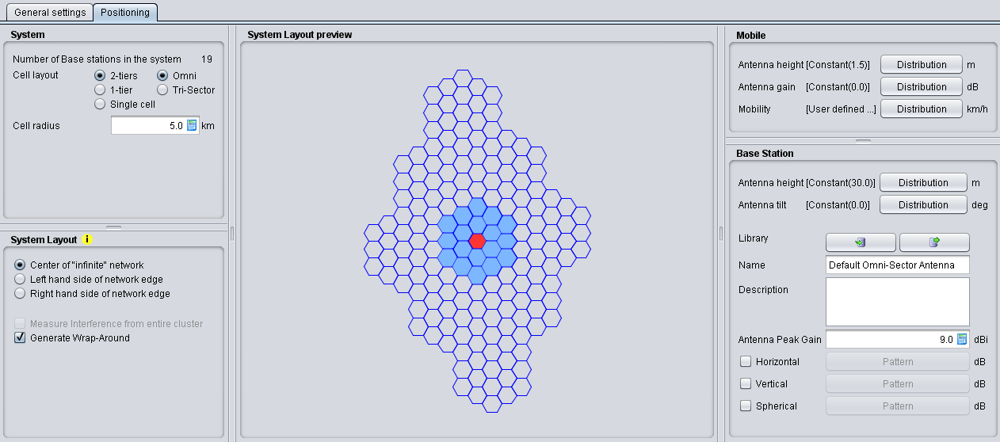 General settings
Positioning
System
Number of Base stations in the system 19
Cell layout 2-tiers Omni
1-tier Tri-Sector
Single cell
Cell radius 5.0 km
System Layout i
Center of "infinite" network
Left hand side of network edge
Right hand side of network edge
Measure Interference from entire cluster
Generate Wrap-Around
System Layout preview
Mobile
Antenna height [Constant(1.5)] Distribution m
Antenna gain [Constant(0.0)] Distribution dB
Mobility [User defined ...] Distribution km/h
Base Station
Antenna height [Constant(30.0)] Distribution m
Antenna tilt [Constant(0.0)] Distribution deg
Library
Name Default Omni-Sector Antenna
Description
Antenna Peak Gain 9.0 dBi
Horizontal Pattern dB
Vertical Pattern dB
Spherical Pattern dB